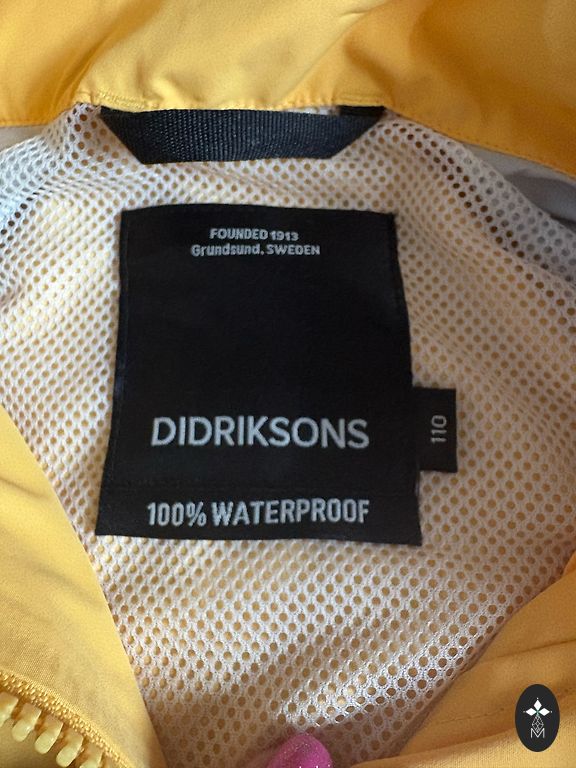 FOUNDED 1913
Grundsund, SWEDEN
DIDRIKSONS
110
100% WATERPROOF
M